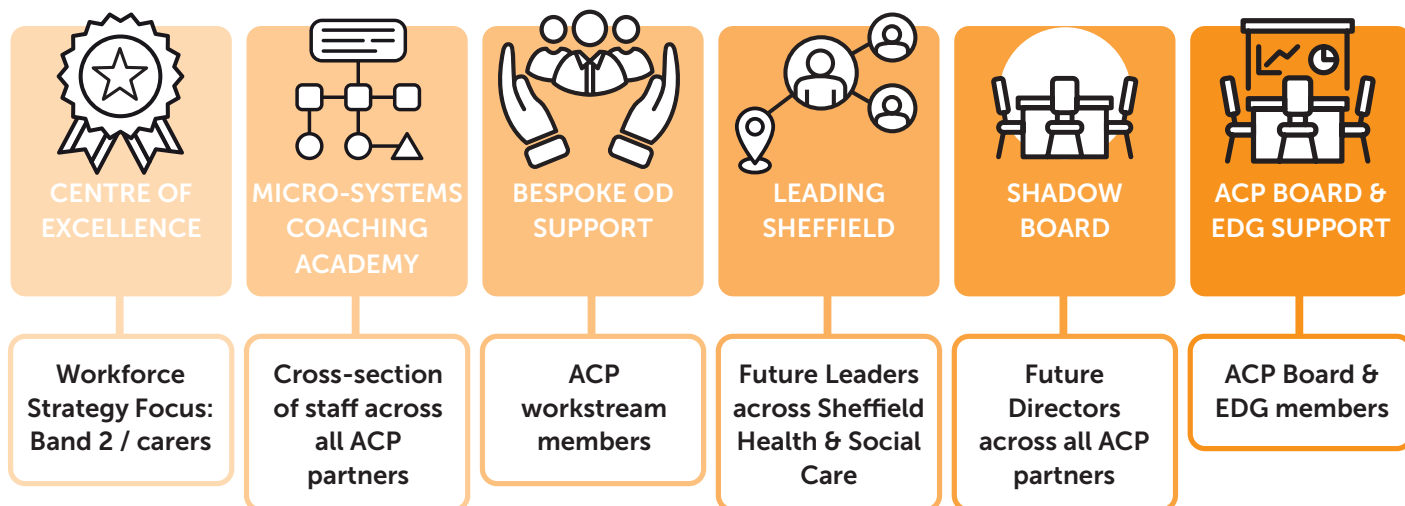 CENTRE OF
EXCELLENCE
MICRO-SYSTEMS
COACHING
ACADEMY
BESPOKE OD
SUPPORT
LEADING
SHEFFIELD
SHADOW
BOARD
ACP BOARD &
EDG SUPPORT
Workforce
Strategy Focus:
Band 2 / carers
Cross-section
of staff across
all ACP
partners
ACP
workstream
members
Future Leaders
across Sheffield
Health & Social
Care
Future
Directors
across all ACP
partners
ACP Board &
EDG members